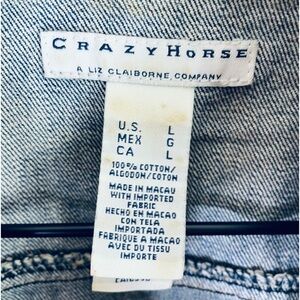 CRAZY HORSE
A LIZ CLAIBORNE COMPANY
U.S. L
MEX G
CA L
100% COTTON/
ALGODON/COTON
MADE IN MACAU
WITH IMPORTED
FABRIC
HECHO EN MACAO
CON TELA
IMPORTADA
FABRIQUE A MACAO
AVEC DU TISSU
IMPORTE